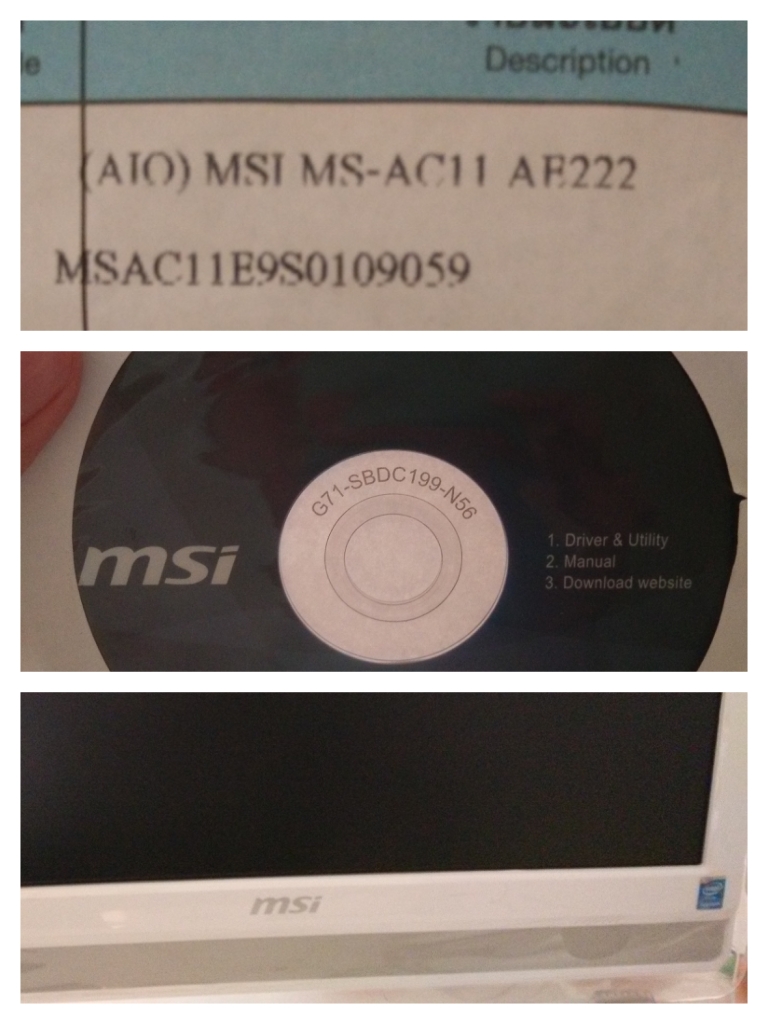 Description
(AIO) MSI MS-AC11 AE222
MSAC11E9S0109059
G71-SBDC199-N56
msi
1. Driver & Utility
2. Manual
3. Download website
msi